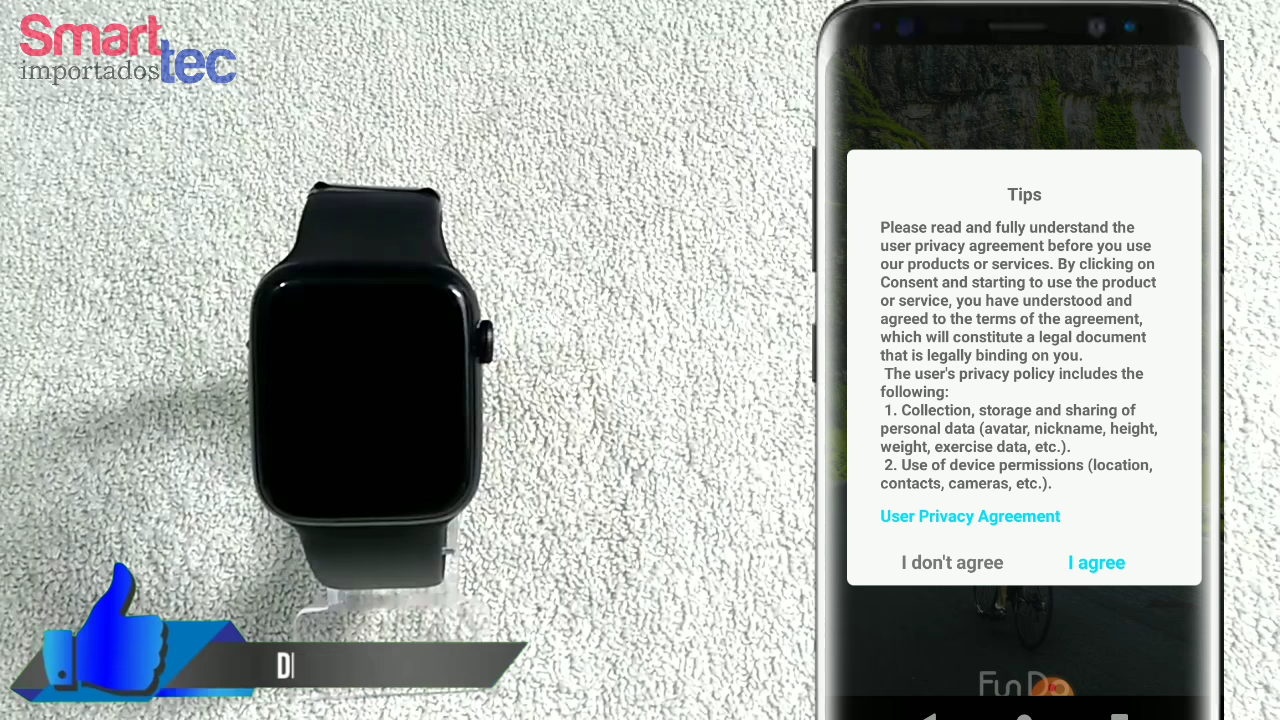 Smart
importados tec
Tips
Please read and fully understand the
user privacy agreement before you use
our products or services. By clicking on
Consent and starting to use the product
or service, you have understood and
agreed to the terms of the agreement,
which will constitute a legal document
that is legally binding on you.
The user's privacy policy includes the
following:
1. Collection, storage and sharing of
personal data (avatar, nickname, height,
weight, exercise data, etc.).
2. Use of device permissions (location,
contacts, cameras, etc.).
User Privacy Agreement
I don't agree
I agree
Fun Do